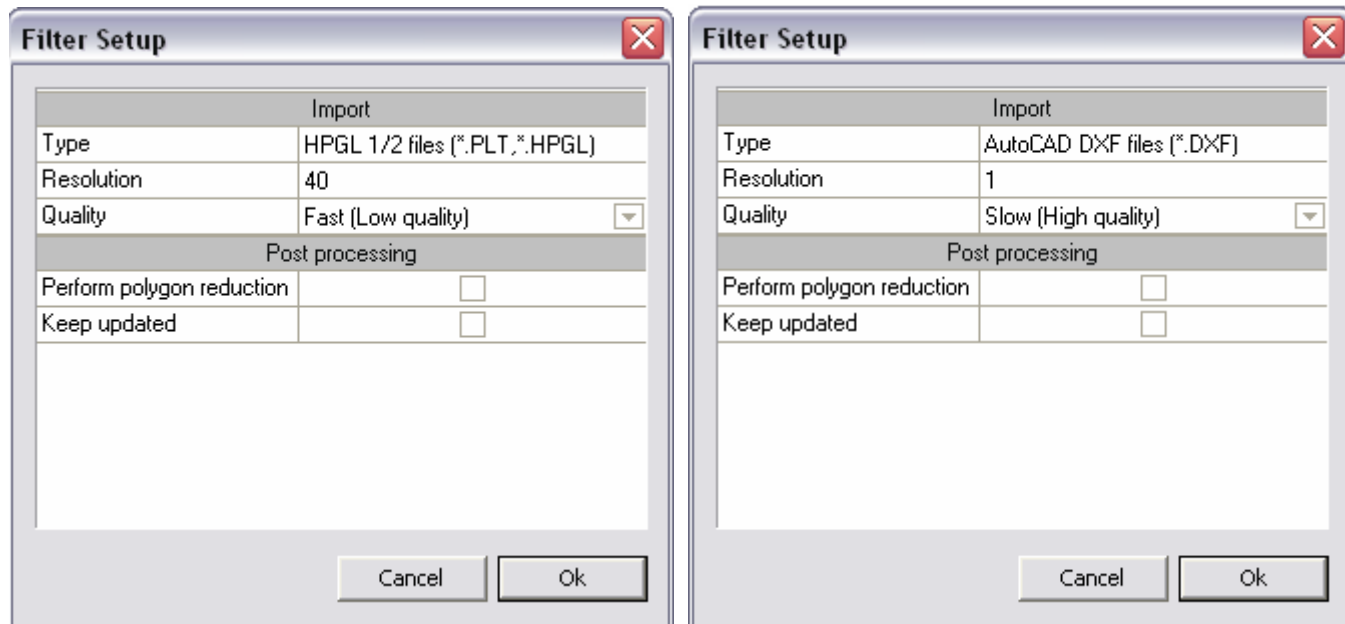 Filter Setup
Import
Type HPGL 1/2 files (*.PLT,*.HPGL)
Resolution 40
Quality Fast (Low quality)
Post processing
Perform polygon reduction
Keep updated
Cancel Ok
Filter Setup
Import
Type AutoCAD DXF files (*.DXF)
Resolution 1
Quality Slow (High quality)
Post processing
Perform polygon reduction
Keep updated
Cancel Ok